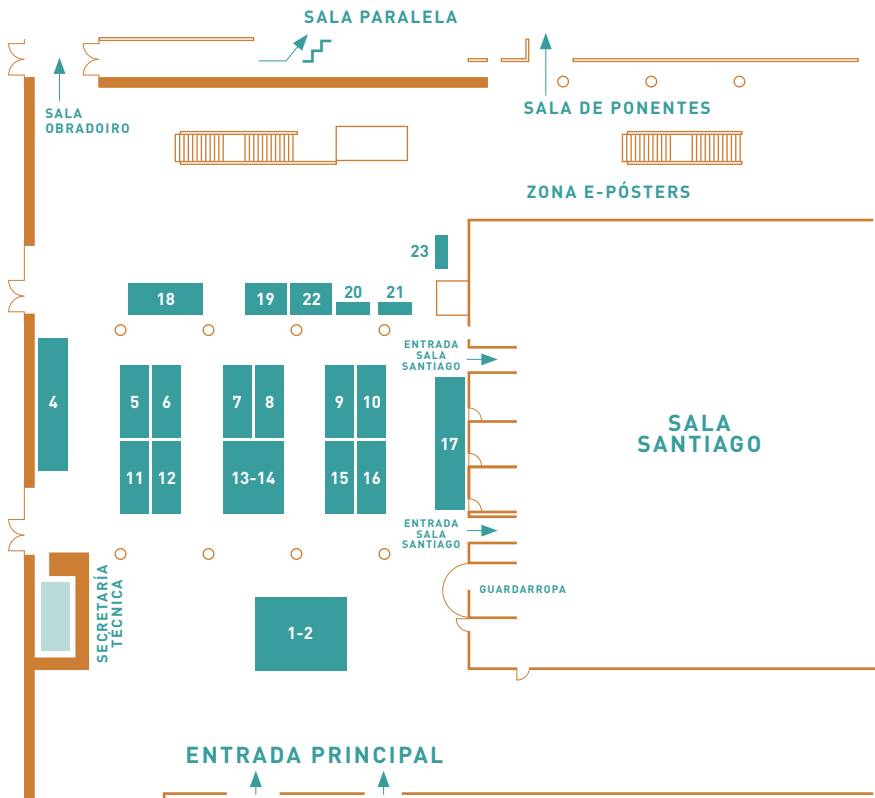 SALA PARALELA
SALA
OBRADOIRO
SALA DE PONENTES
ZONA E-PÓSTERS
23
18
19
22
20
21
ENTRADA
SALA
SANTIAGO
4
5
6
7
8
9
10
17
SALA
SANTIAGO
11
12
13-14
15
16
ENTRADA
SALA
SANTIAGO
SECRETARÍA
TÉCNICA
GUARDARROPA
1-2
ENTRADA PRINCIPAL